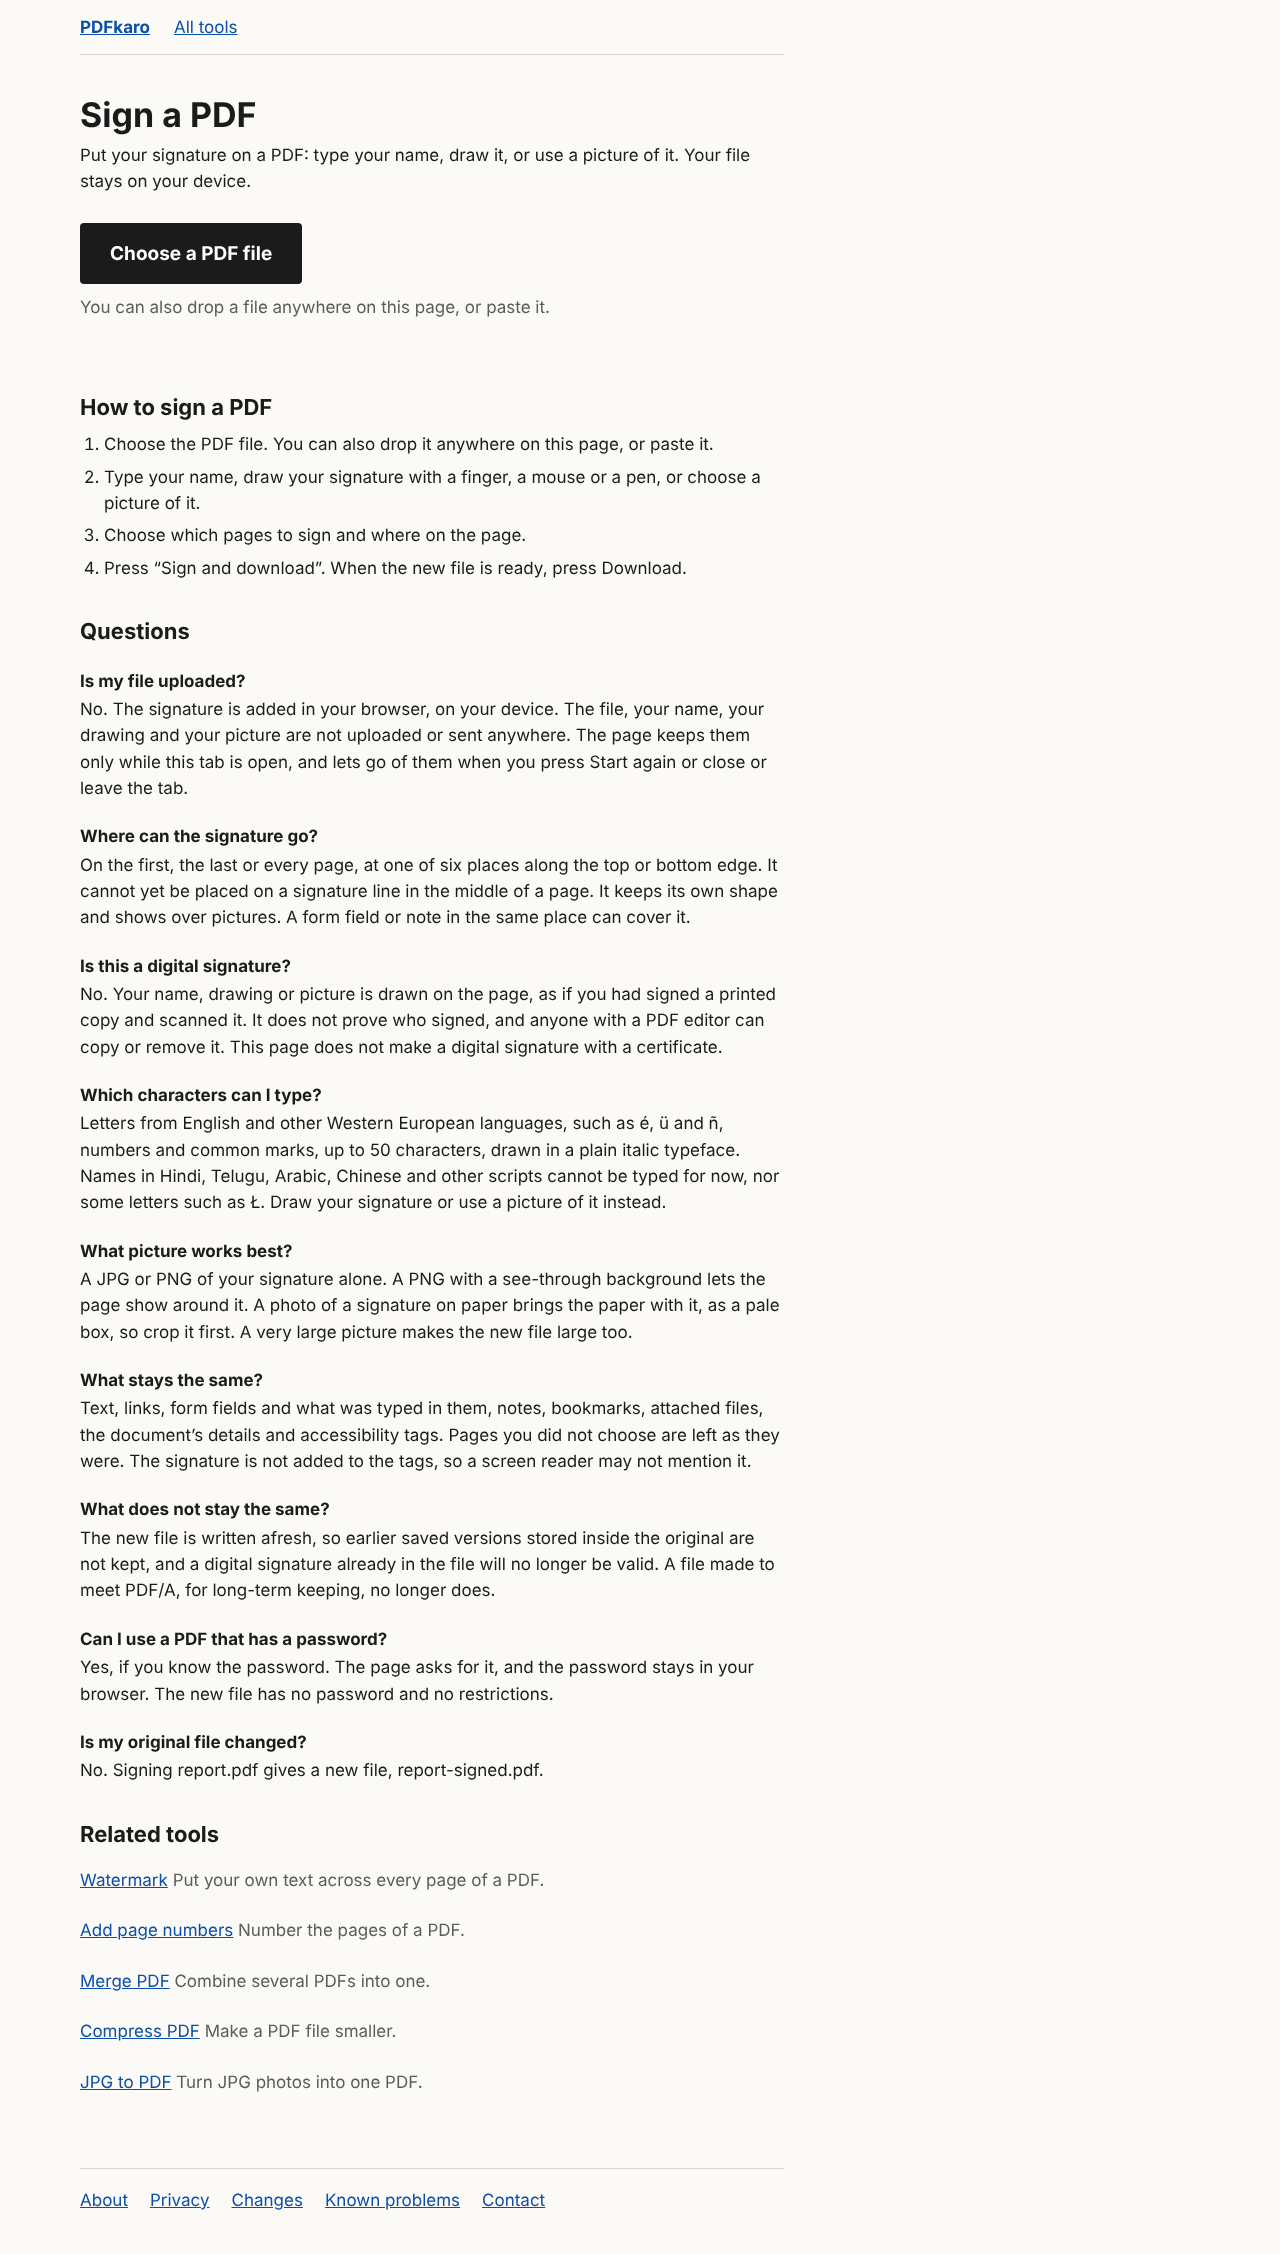 PDFkaro All tools
Sign a PDF
Put your signature on a PDF: type your name, draw it, or use a picture of it. Your file
stays on your device.
Choose a PDF file
You can also drop a file anywhere on this page, or paste it.
How to sign a PDF
1. Choose the PDF file. You can also drop it anywhere on this page, or paste it.
2. Type your name, draw your signature with a finger, a mouse or a pen, or choose a
picture of it.
3. Choose which pages to sign and where on the page.
4. Press “Sign and download”. When the new file is ready, press Download.
Questions
Is my file uploaded?
No. The signature is added in your browser, on your device. The file, your name, your
drawing and your picture are not uploaded or sent anywhere. The page keeps them
only while this tab is open, and lets go of them when you press Start again or close or
leave the tab.
Where can the signature go?
On the first, the last or every page, at one of six places along the top or bottom edge. It
cannot yet be placed on a signature line in the middle of a page. It keeps its own shape
and shows over pictures. A form field or note in the same place can cover it.
Is this a digital signature?
No. Your name, drawing or picture is drawn on the page, as if you had signed a printed
copy and scanned it. It does not prove who signed, and anyone with a PDF editor can
copy or remove it. This page does not make a digital signature with a certificate.
Which characters can I type?
Letters from English and other Western European languages, such as é, ü and ñ,
numbers and common marks, up to 50 characters, drawn in a plain italic typeface.
Names in Hindi, Telugu, Arabic, Chinese and other scripts cannot be typed for now, nor
some letters such as Ł. Draw your signature or use a picture of it instead.
What picture works best?
A JPG or PNG of your signature alone. A PNG with a see-through background lets the
page show around it. A photo of a signature on paper brings the paper with it, as a pale
box, so crop it first. A very large picture makes the new file large too.
What stays the same?
Text, links, form fields and what was typed in them, notes, bookmarks, attached files,
the document’s details and accessibility tags. Pages you did not choose are left as they
were. The signature is not added to the tags, so a screen reader may not mention it.
What does not stay the same?
The new file is written afresh, so earlier saved versions stored inside the original are
not kept, and a digital signature already in the file will no longer be valid. A file made to
meet PDF/A, for long-term keeping, no longer does.
Can I use a PDF that has a password?
Yes, if you know the password. The page asks for it, and the password stays in your
browser. The new file has no password and no restrictions.
Is my original file changed?
No. Signing report.pdf gives a new file, report-signed.pdf.
Related tools
Watermark Put your own text across every page of a PDF.
Add page numbers Number the pages of a PDF.
Merge PDF Combine several PDFs into one.
Compress PDF Make a PDF file smaller.
JPG to PDF Turn JPG photos into one PDF.
About Privacy Changes Known problems Contact